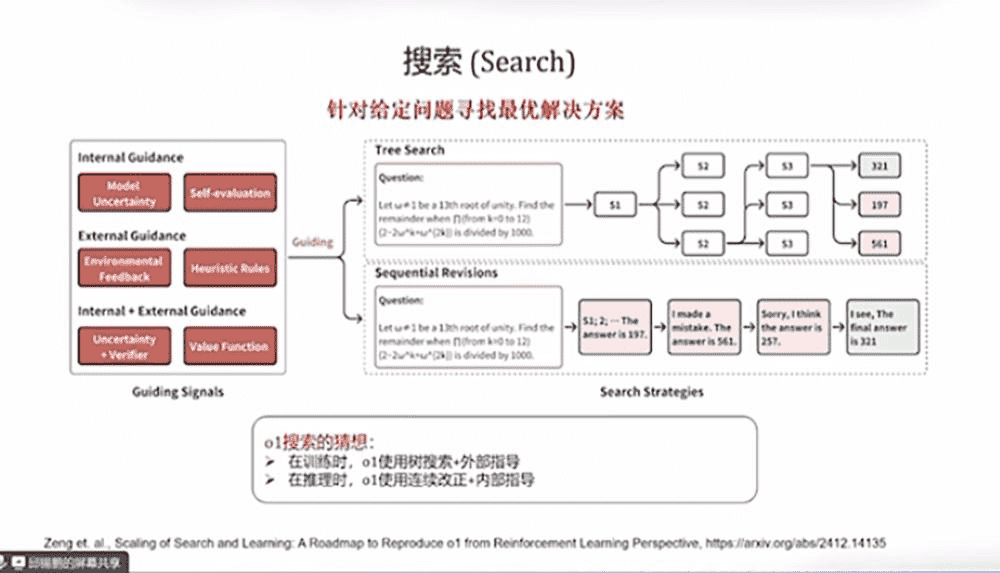 搜索 (Search)
针对给定问题寻找最优解决方案
Internal Guidance
Model
Uncertainty
Self-evaluation
External Guidance
Environmental
Feedback
Heuristic Rules
Internal + External Guidance
Uncertainty
+ Verifier
Value Function
Guiding Signals
Guiding
Tree Search
Question:
Let ω≠1 be a 13th root of unity. Find the
remainder when ∏(from k=0 to 12)
(2−2ω^k+ω^{2k}) is divided by 1000.
S1
S2
S2
S2
S3
S3
S3
321
197
561
Sequential Revisions
Question:
Let ω≠1 be a 13th root of unity. Find the
remainder when ∏(from k=0 to 12)
(2−2ω^k+ω^{2k}) is divided by 1000.
S1; 2; ··· The
answer is 197.
I made a
mistake. The
answer is 561.
Sorry, I think
the answer is
257.
I see, The
final answer
is 321
Search Strategies
o1搜索的猜想：
➢ 在训练时，o1使用树搜索+外部指导
➢ 在推理时，o1使用连续改正+内部指导
Zeng et. al., Scaling of Search and Learning: A Roadmap to Reproduce o1 from Reinforcement Learning Perspective, https://arxiv.org/abs/2412.14135
邱锡鹏的屏幕共享